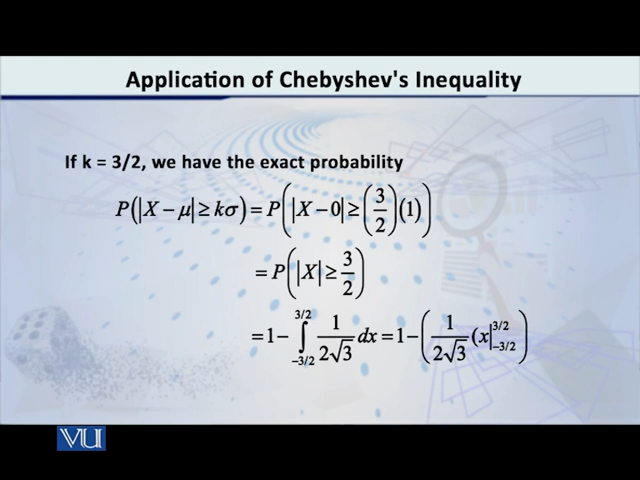 Application of Chebyshev's Inequality
If k = 3/2, we have the exact probability
P(|X − μ| ≥ kσ) = P(|X − 0| ≥ (3/2)(1))
= P(|X| ≥ 3/2)
= 1 − ∫_{−3/2}^{3/2} 1/(2√3) dx = 1 − (1/(2√3) (x|_{−3/2}^{3/2})
VU